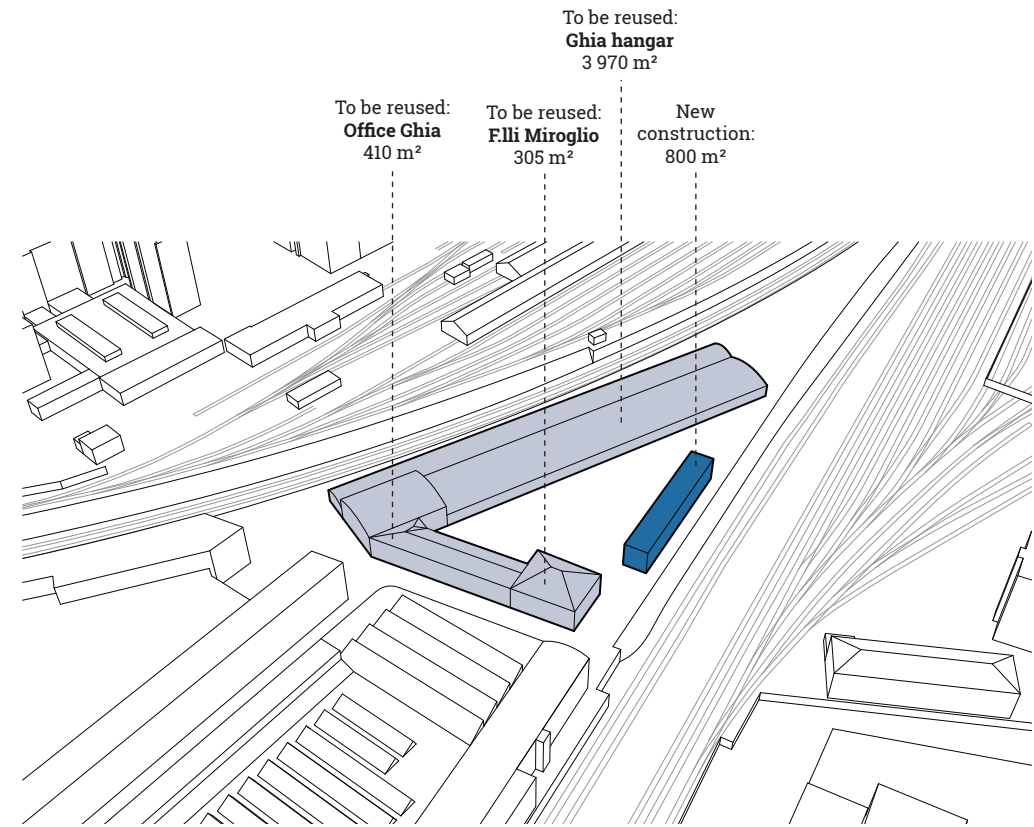 To be reused:
Ghia hangar
3 970 m²
To be reused:
Office Ghia
410 m²
To be reused:
F.lli Miroglio
305 m²
New
construction:
800 m²